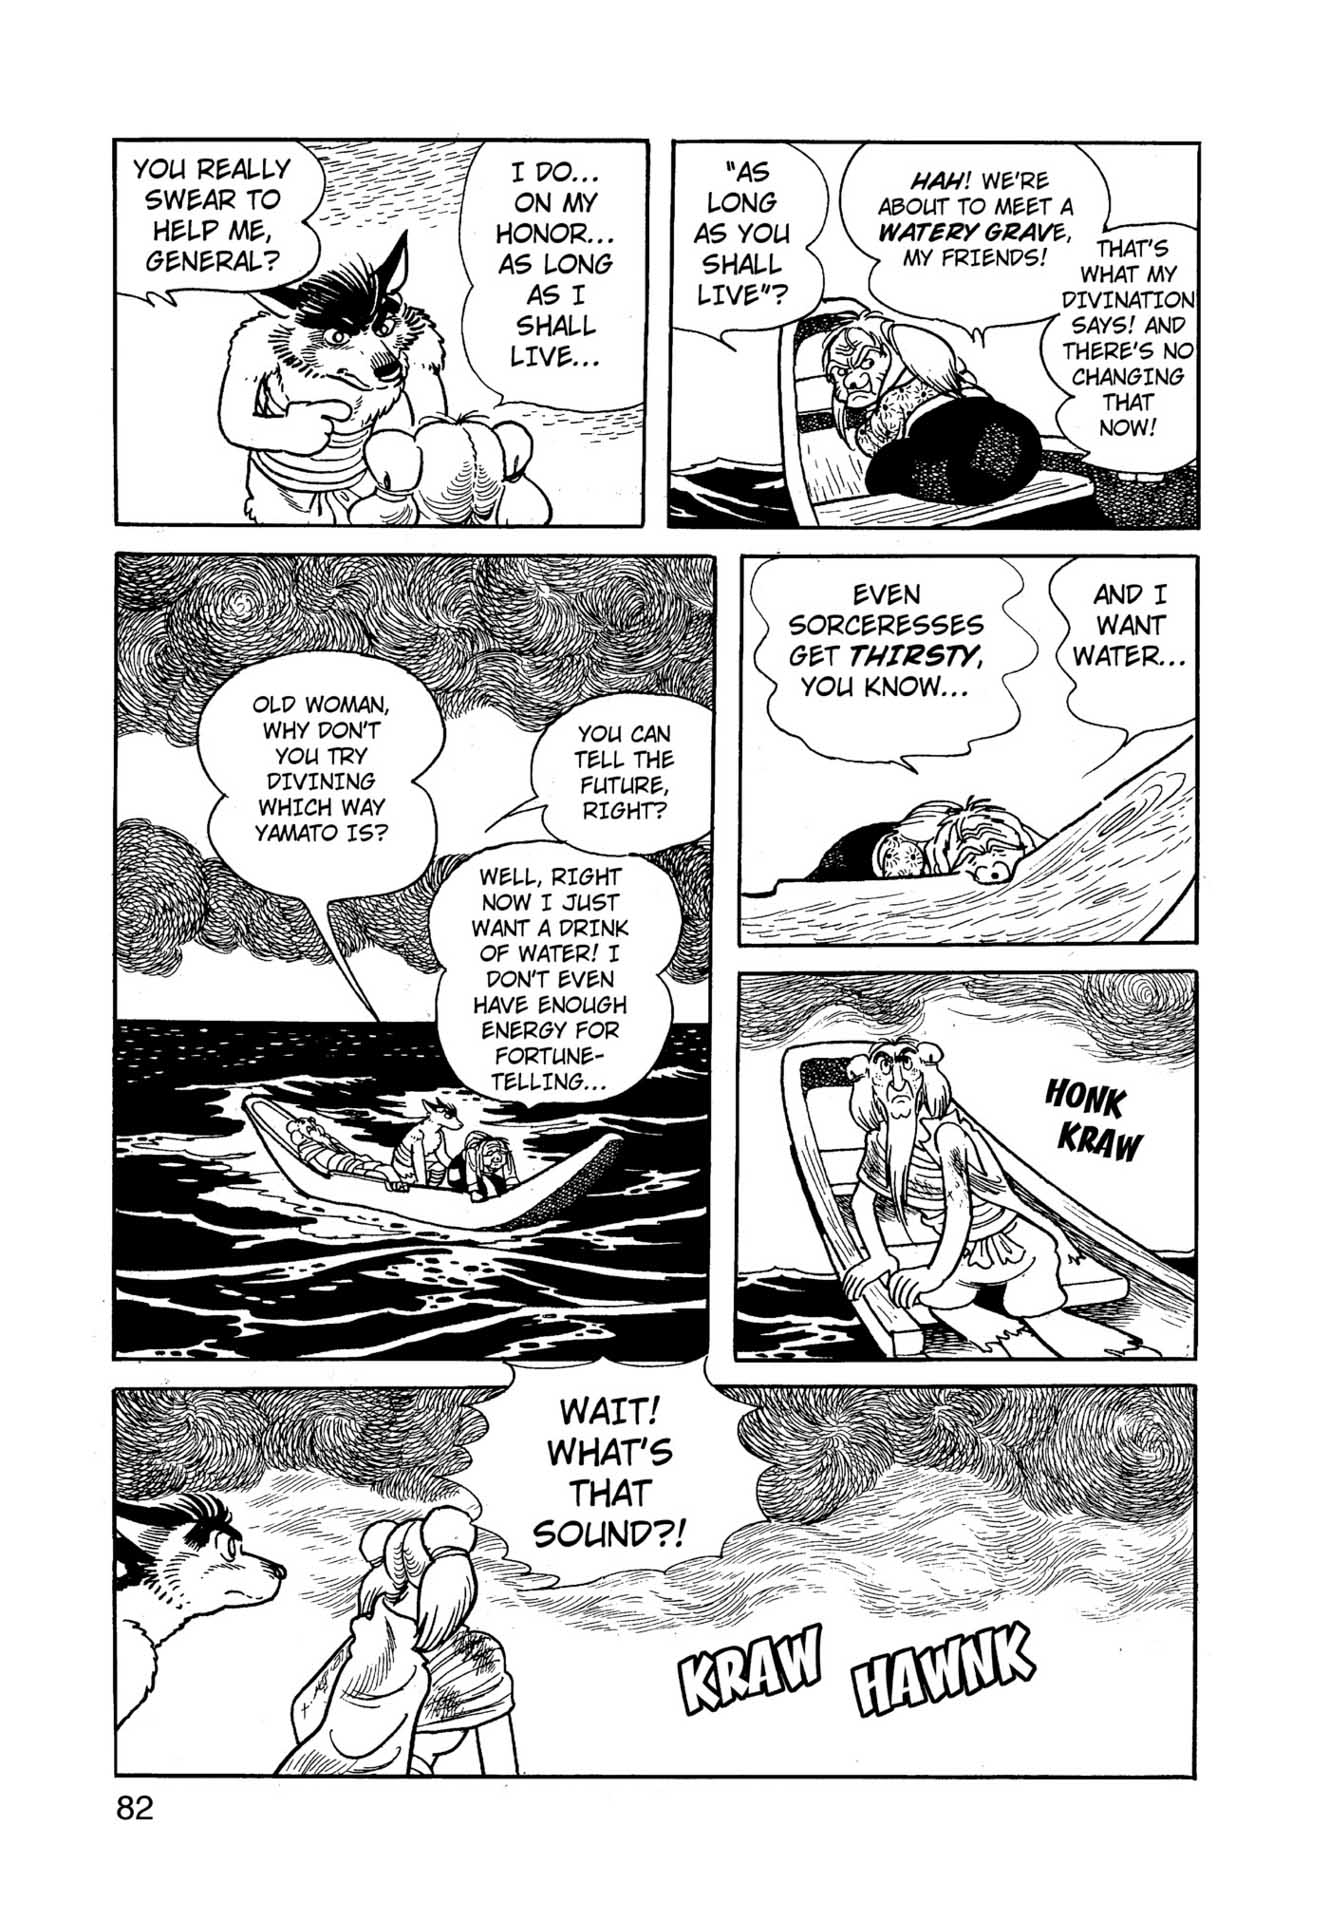 YOU REALLY
SWEAR TO
HELP ME,
GENERAL?
I DO...
ON MY
HONOR...
AS LONG
AS I
SHALL
LIVE...
"AS
LONG
AS YOU
SHALL
LIVE"?
HAH! WE'RE
ABOUT TO MEET A
WATERY GRAVE,
MY FRIENDS!
THAT'S
WHAT MY
DIVINATION
SAYS! AND
THERE'S NO
CHANGING
THAT
NOW!
OLD WOMAN,
WHY DON'T
YOU TRY
DIVINING
WHICH WAY
YAMATO IS?
YOU CAN
TELL THE
FUTURE,
RIGHT?
WELL, RIGHT
NOW I JUST
WANT A DRINK
OF WATER! I
DON'T EVEN
HAVE ENOUGH
ENERGY FOR
FORTUNE-
TELLING...
EVEN
SORCERESSES
GET THIRSTY,
YOU KNOW...
AND I
WANT
WATER...
HONK
KRAW
WAIT!
WHAT'S
THAT
SOUND?!
KRAW HAWNK
82